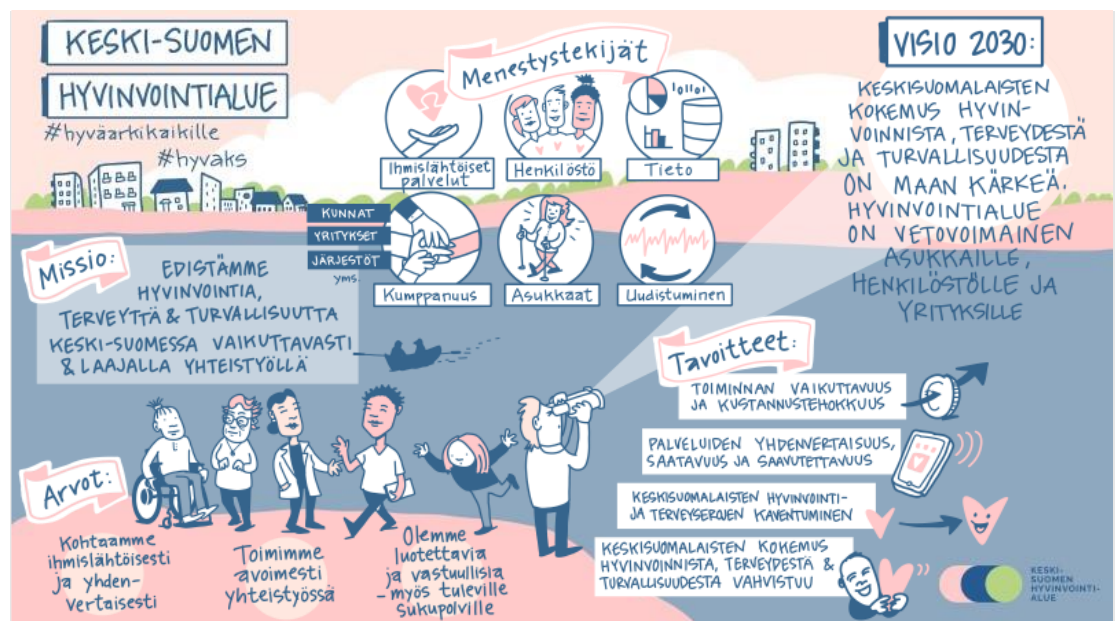 KESKI-SUOMEN
HYVINVOINTIALUE
#hyväarkikaikille
#hyvaks
Menestystekijät
Ihmislähtöiset
palvelut
Henkilöstö
Tieto
KUNNAT
YRITYKSET
JÄRJESTÖT
yms.
Kumppanuus
Asukkaat
Uudistuminen
VISIO 2030:
KESKISUOMALAISTEN
KOKEMUS HYVIN-
VOINNISTA, TERVEYDESTÄ
JA TURVALLISUUDESTA
ON MAAN KÄRKEÄ.
HYVINVOINTIALUE
ON VETOVOIMAINEN
ASUKKAILLE,
HENKILÖSTÖLLE JA
YRITYKSILLE
Missio:
EDISTÄMME
HYVINVOINTIA,
TERVEYTTÄ & TURVALLISUUTTA
KESKI-SUOMESSA VAIKUTTAVASTI
& LAAJALLA YHTEISTYÖLLÄ
Tavoitteet:
TOIMINNAN VAIKUTTAVUUS
JA KUSTANNUSTEHOKKUUS
PALVELUIDEN YHDENVERTAISUUS,
SAATAVUUS JA SAAVUTETTAVUUS
KESKISUOMALAISTEN HYVINVOINTI-
JA TERVEYSEROJEN KAVENTUMINEN
KESKISUOMALAISTEN KOKEMUS
HYVINVOINNISTA, TERVEYDESTÄ &
TURVALLISUUDESTA VAHVISTUU
Arvot:
Kohtaamme
ihmislähtöisesti
ja yhden-
vertaisesti
Toimimme
avoimesti
yhteistyössä
Olemme
luotettavia
ja vastuullisia
- myös tuleville
sukupolville
KESKI-
SUOMEN
HYVINVOINTI-
ALUE